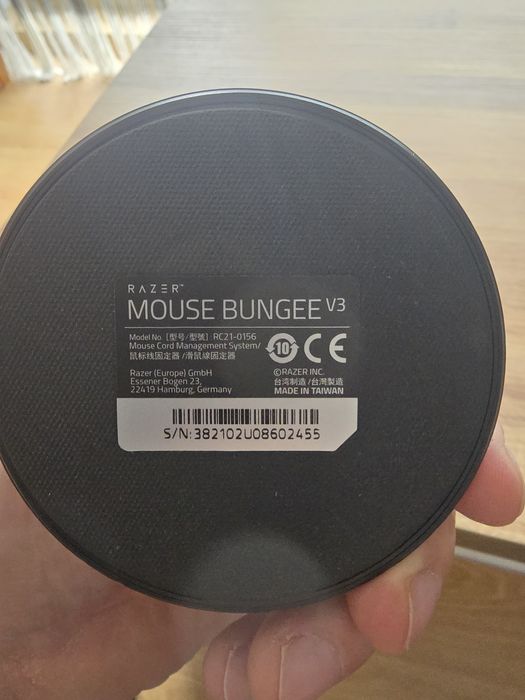 RAZER™
MOUSE BUNGEE V3
Model No. [型号/型號] RC21-0156
Mouse Cord Management System/
鼠标线固定器 /滑鼠線固定器
Razer (Europe) GmbH
Essener Bogen 23,
22419 Hamburg, Germany
10 CE
©RAZER INC.
台湾制造 /台灣製造
MADE IN TAIWAN
S/N:382102U08602455